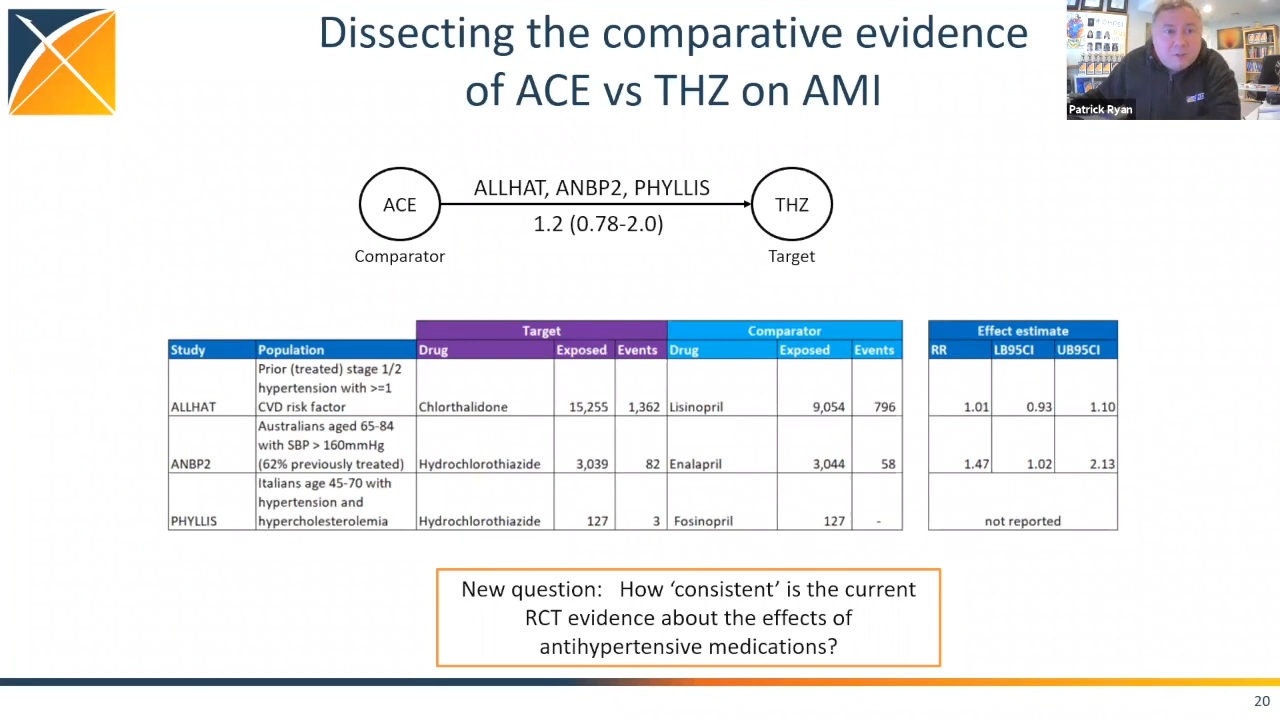 Dissecting the comparative evidence
of ACE vs THZ on AMI
Patrick Ryan
ACE
ALLHAT, ANBP2, PHYLLIS
1.2 (0.78-2.0)
THZ
Comparator
Target
Target Comparator Effect estimate
Study Population Drug Exposed Events Drug Exposed Events RR LB95CI UB95CI
Prior (treated) stage 1/2
hypertension with >=1
ALLHAT CVD risk factor Chlorthalidone 15,255 1,362 Lisinopril 9,054 796 1.01 0.93 1.10
Australians aged 65-84
with SBP > 160mmHg
ANBP2 (62% previously treated) Hydrochlorothiazide 3,039 82 Enalapril 3,044 58 1.47 1.02 2.13
Italians age 45-70 with
hypertension and
PHYLLIS hypercholesterolemia Hydrochlorothiazide 127 3 Fosinopril 127 - not reported
New question: How ‘consistent’ is the current
RCT evidence about the effects of
antihypertensive medications?
20